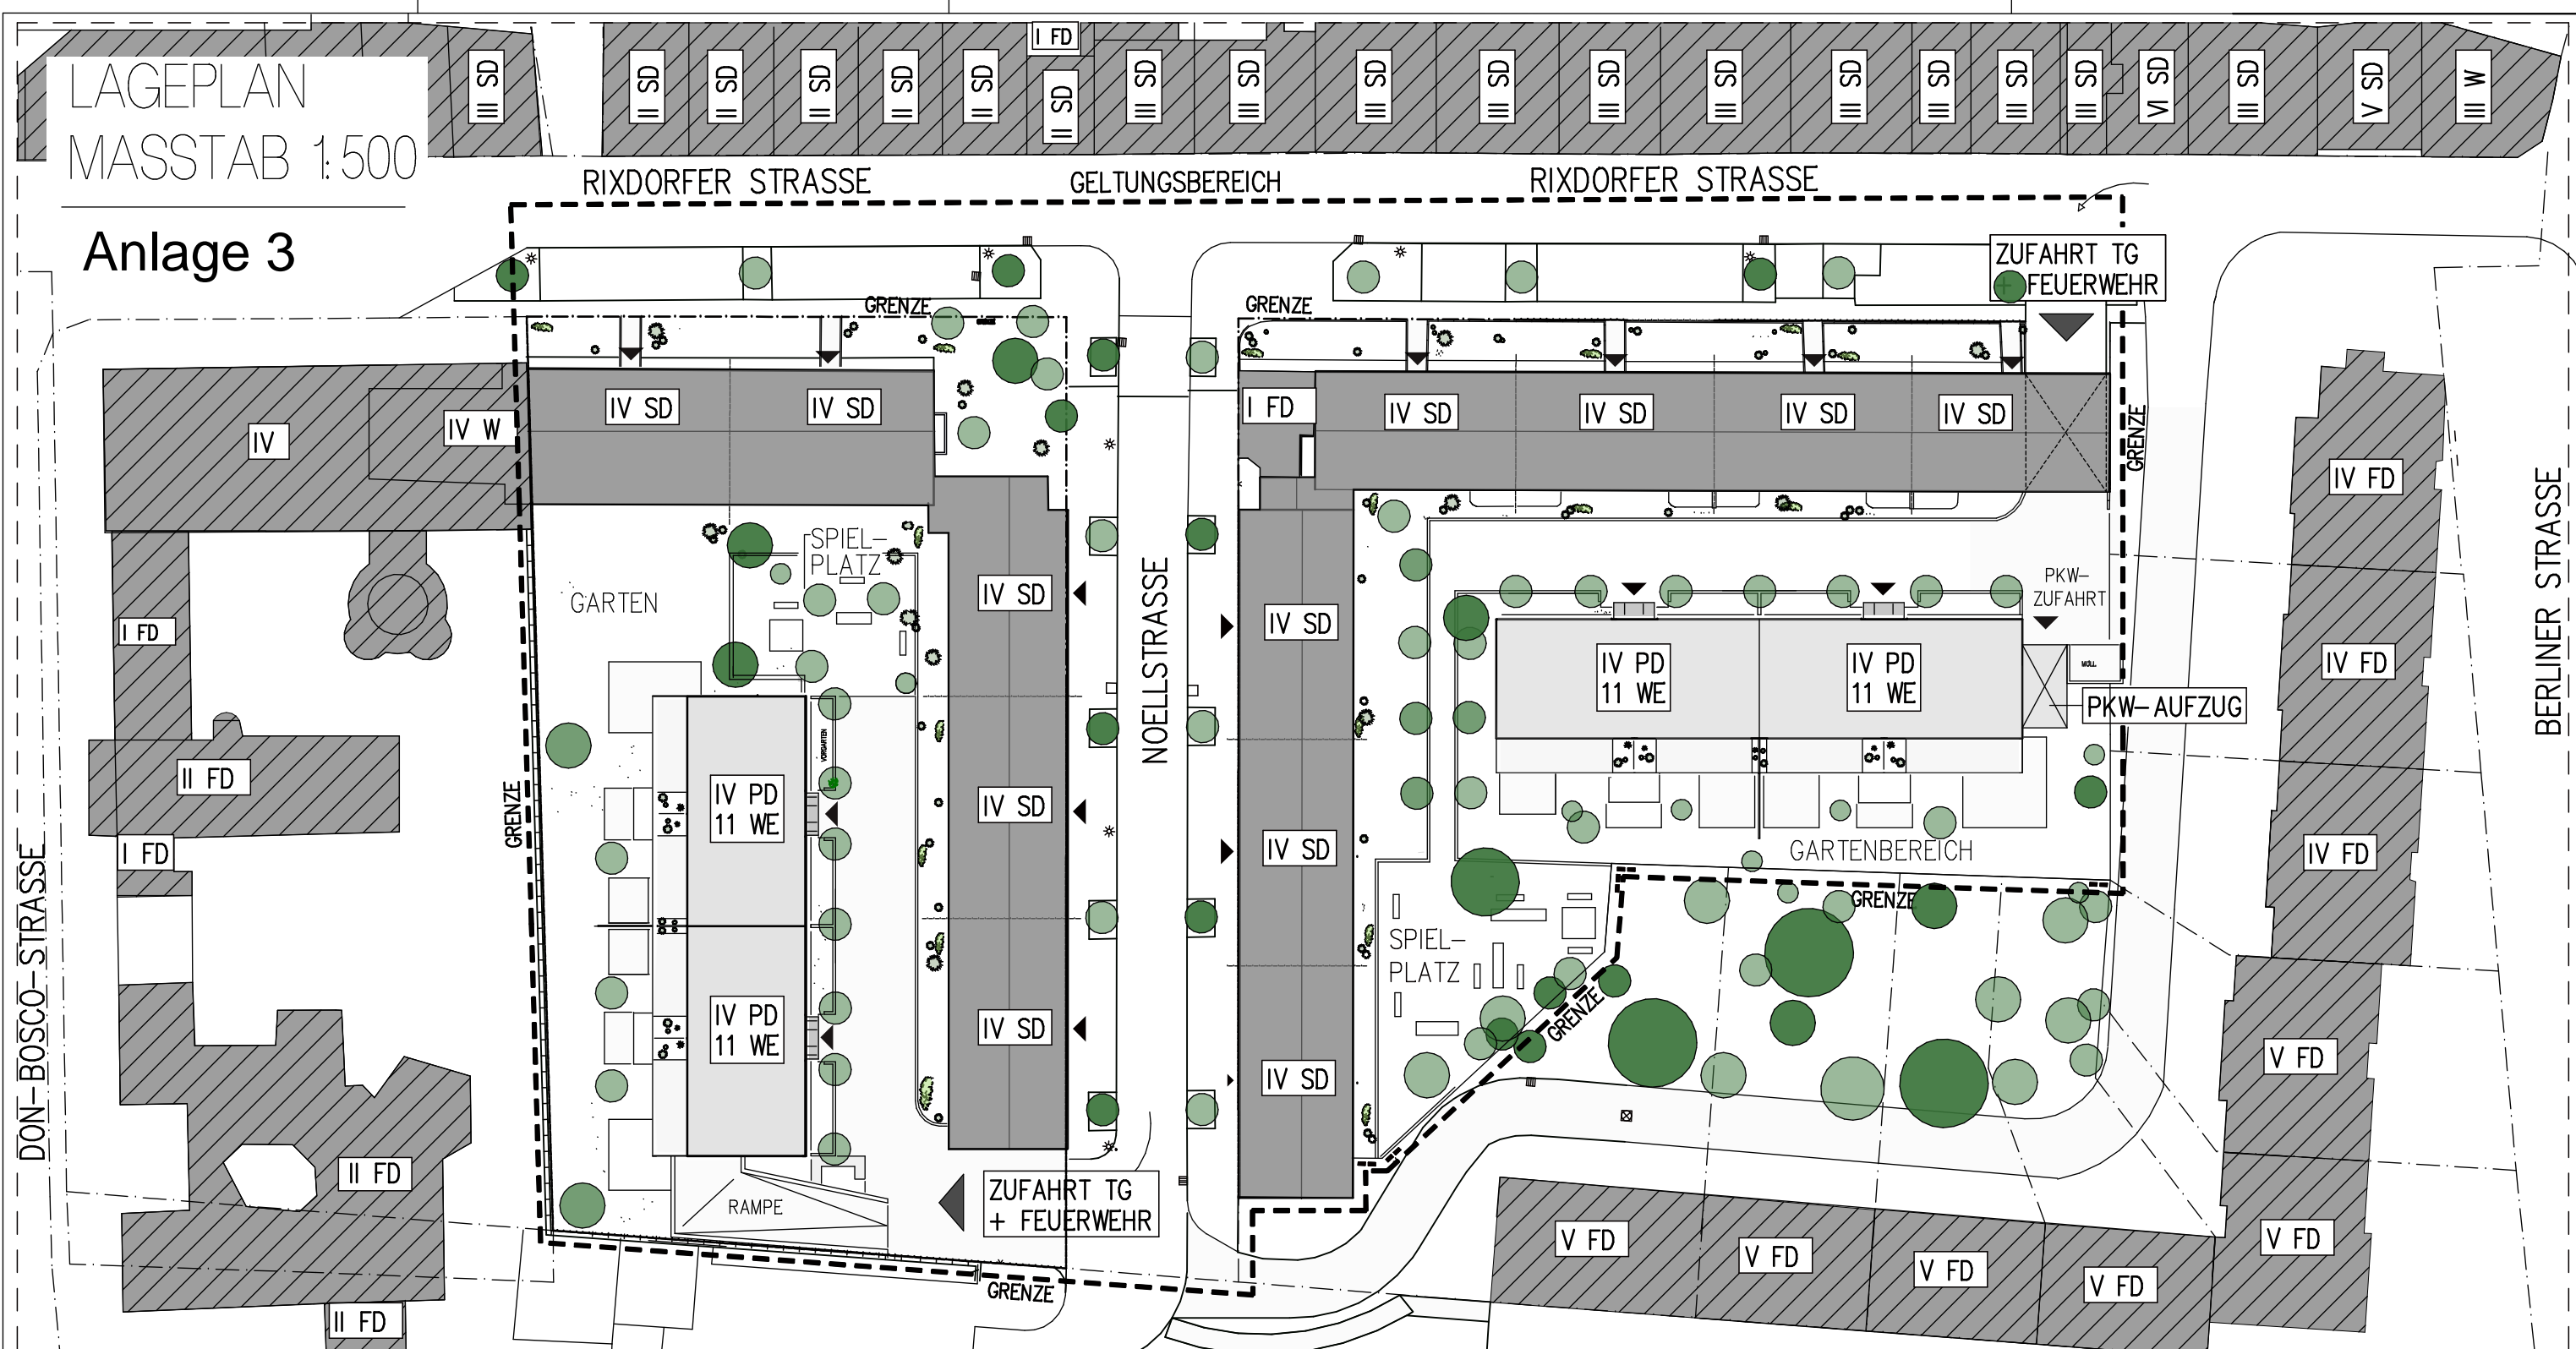 LAGEPLAN
MASSTAB 1:500
Anlage 3
III SD
II SD
II SD
II SD
II SD
II SD
I FD
II SD
III SD
III SD
III SD
III SD
III SD
III SD
III SD
III SD
III SD
III SD
VI SD
III SD
V SD
III W
RIXDORFER STRASSE
GELTUNGSBEREICH
RIXDORFER STRASSE
ZUFAHRT TG
+ FEUERWEHR
GRENZE
GRENZE
IV
IV W
IV SD
IV SD
I FD
IV SD
IV SD
IV SD
IV SD
GRENZE
IV FD
BERLINER STRASSE
SPIEL-
PLATZ
GARTEN
I FD
IV SD
NOELLSTRASSE
IV SD
PKW-
ZUFAHRT
IV PD
11 WE
IV PD
11 WE
MÜLL
IV FD
PKW-AUFZUG
II FD
GRENZE
VORGARTEN
IV PD
11 WE
IV SD
IV SD
GARTENBEREICH
IV FD
I FD
DON-BOSCO-STRASSE
GRENZE
SPIEL-
PLATZ
GRENZE
IV PD
11 WE
IV SD
IV SD
V FD
II FD
RAMPE
ZUFAHRT TG
+ FEUERWEHR
V FD
V FD
V FD
V FD
V FD
GRENZE
II FD